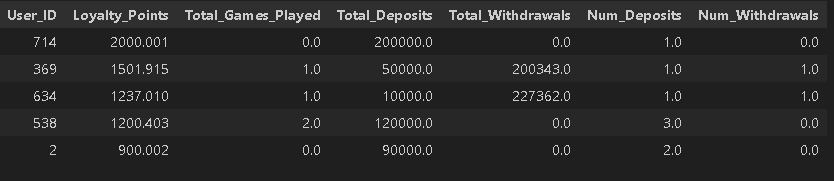 User_ID Loyalty_Points Total_Games_Played Total_Deposits Total_Withdrawals Num_Deposits Num_Withdrawals
714 2000.001 0.0 200000.0 0.0 1.0 0.0
369 1501.915 1.0 50000.0 200343.0 1.0 1.0
634 1237.010 1.0 10000.0 227362.0 1.0 1.0
538 1200.403 2.0 120000.0 0.0 3.0 0.0
2 900.002 0.0 90000.0 0.0 2.0 0.0